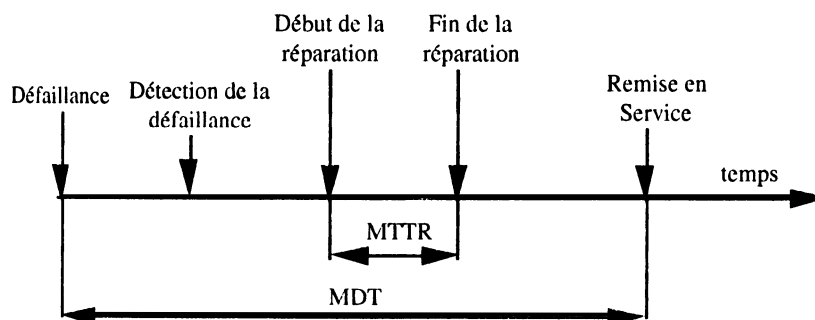 Début de la
réparation
Fin de la
réparation
Défaillance
Détection de la
défaillance
Remise en
Service
temps
MTTR
MDT